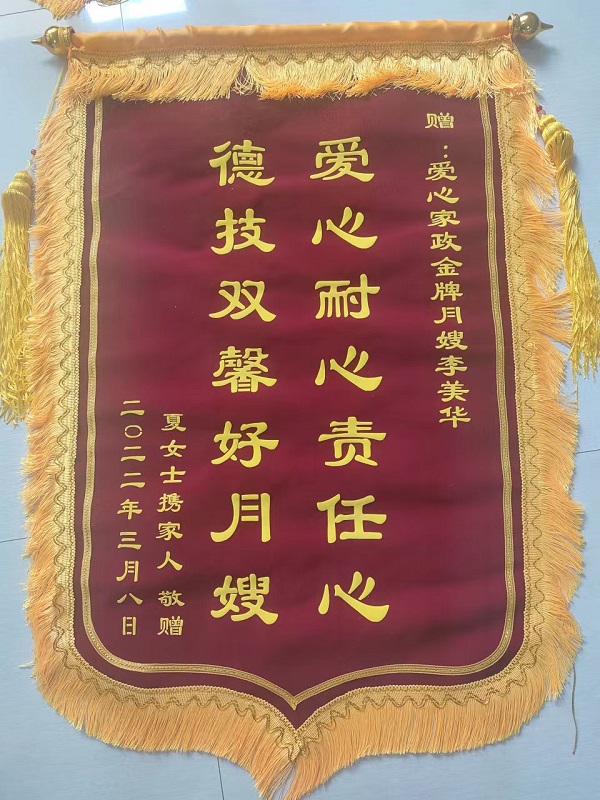 赠：爱心家政金牌月嫂李美华
爱心耐心责任心
德技双馨好月嫂
夏女士携家人 敬赠
二〇二二年三月八日